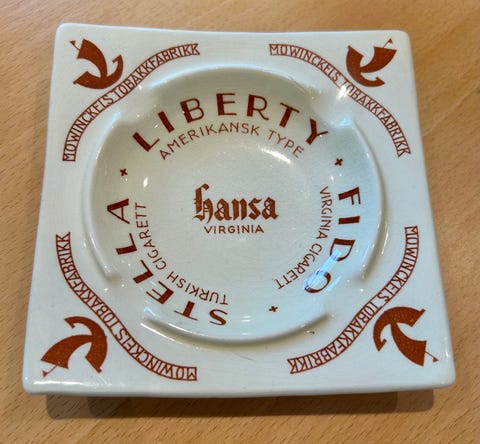 MOWINCKELS TOBAKKFABRIKK
MOWINCKELS TOBAKKFABRIKK
LIBERTY
AMERIKANSK TYPE
hansa
VIRGINIA
FIDO
VIRGINIA CIGARETT
STELLA
TURKISH CIGARETT
MOWINCKELS TOBAKKFABRIKK
MOWINCKELS TOBAKKFABRIKK